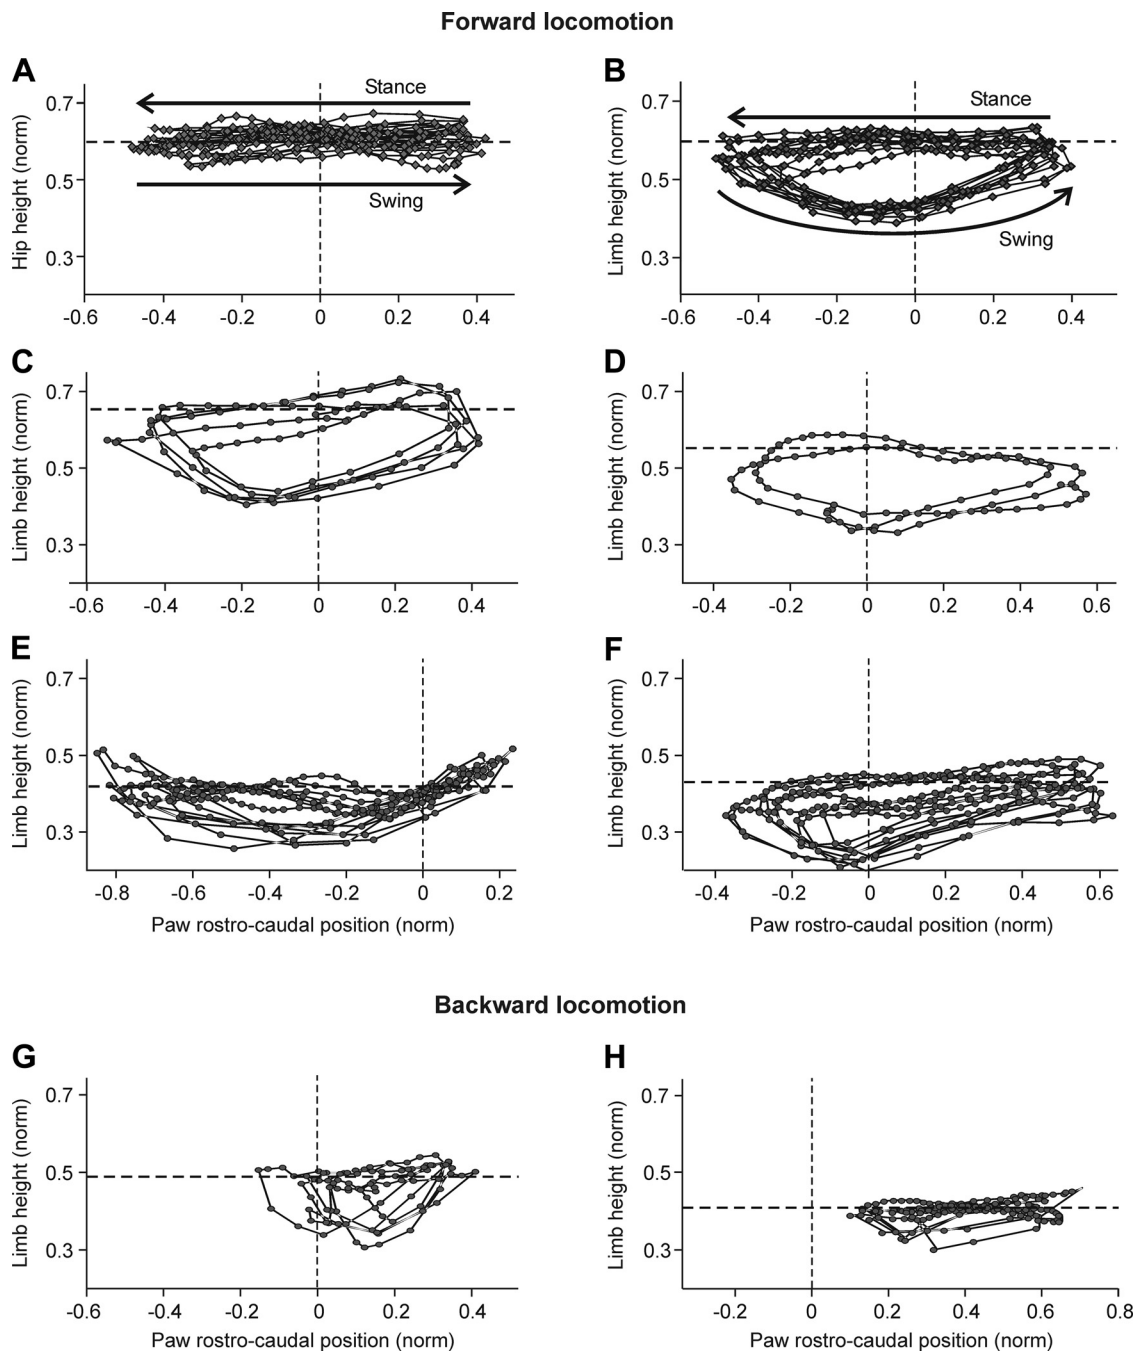 Forward locomotion
A
B
Hip height (norm)
0.7
0.5
0.3
Stance
Swing
-0.6 -0.4 -0.2 0 0.2 0.4
Limb height (norm)
0.7
0.5
0.3
Stance
Swing
-0.6 -0.4 -0.2 0 0.2 0.4
C
D
Limb height (norm)
0.7
0.5
0.3
-0.6 -0.4 -0.2 0 0.2 0.4
Limb height (norm)
0.7
0.5
0.3
-0.4 -0.2 0 0.2 0.4 0.6
E
F
Limb height (norm)
0.7
0.5
0.3
-0.8 -0.6 -0.4 -0.2 0 0.2
Paw rostro-caudal position (norm)
Limb height (norm)
0.7
0.5
0.3
-0.4 -0.2 0 0.2 0.4 0.6
Paw rostro-caudal position (norm)
Backward locomotion
G
H
Limb height (norm)
0.7
0.5
0.3
-0.6 -0.4 -0.2 0 0.2 0.4
Paw rostro-caudal position (norm)
Limb height (norm)
0.7
0.5
0.3
-0.2 0 0.2 0.4 0.6 0.8
Paw rostro-caudal position (norm)